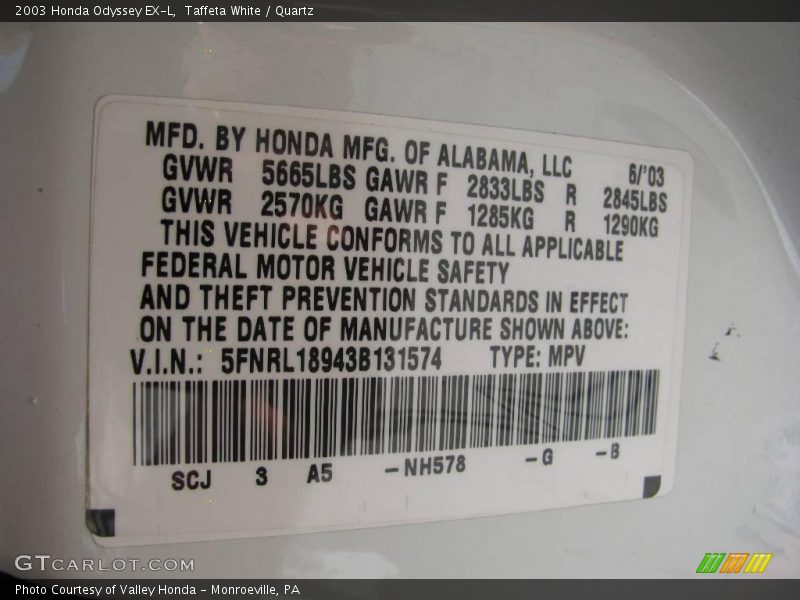 2003 Honda Odyssey EX-L,  Taffeta White / Quartz
MFD. BY HONDA MFG. OF ALABAMA, LLC 6/'03
GVWR 5665LBS GAWR F 2833LBS R 2845LBS
GVWR 2570KG GAWR F 1285KG R 1290KG
THIS VEHICLE CONFORMS TO ALL APPLICABLE
FEDERAL MOTOR VEHICLE SAFETY
AND THEFT PREVENTION STANDARDS IN EFFECT
ON THE DATE OF MANUFACTURE SHOWN ABOVE:
V.I.N.: 5FNRL18943B131574 TYPE: MPV
SCJ 3 A5 -NH578 -G -B
GTCARLOT.COM
Photo Courtesy of Valley Honda - Monroeville, PA